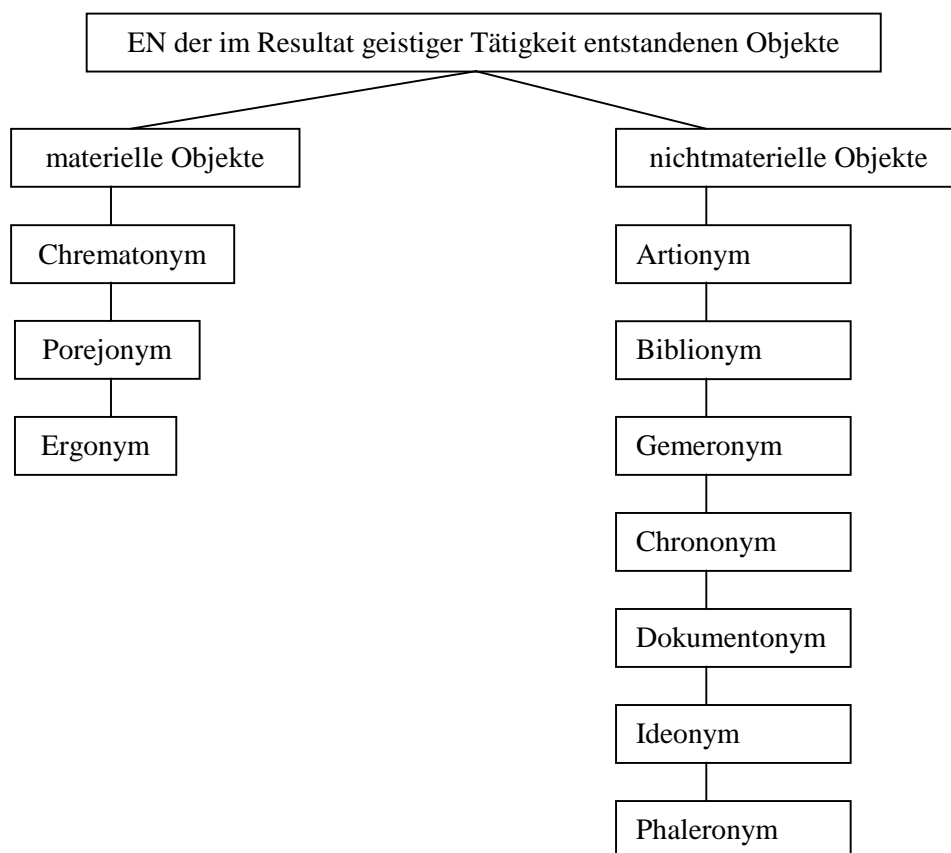 EN der im Resultat geistiger Tätigkeit entstandenen Objekte
materielle Objekte
nichtmaterielle Objekte
Chrematonym
Artionym
Porejonym
Biblionym
Ergonym
Gemeronym
Chrononym
Dokumentonym
Ideonym
Phaleronym